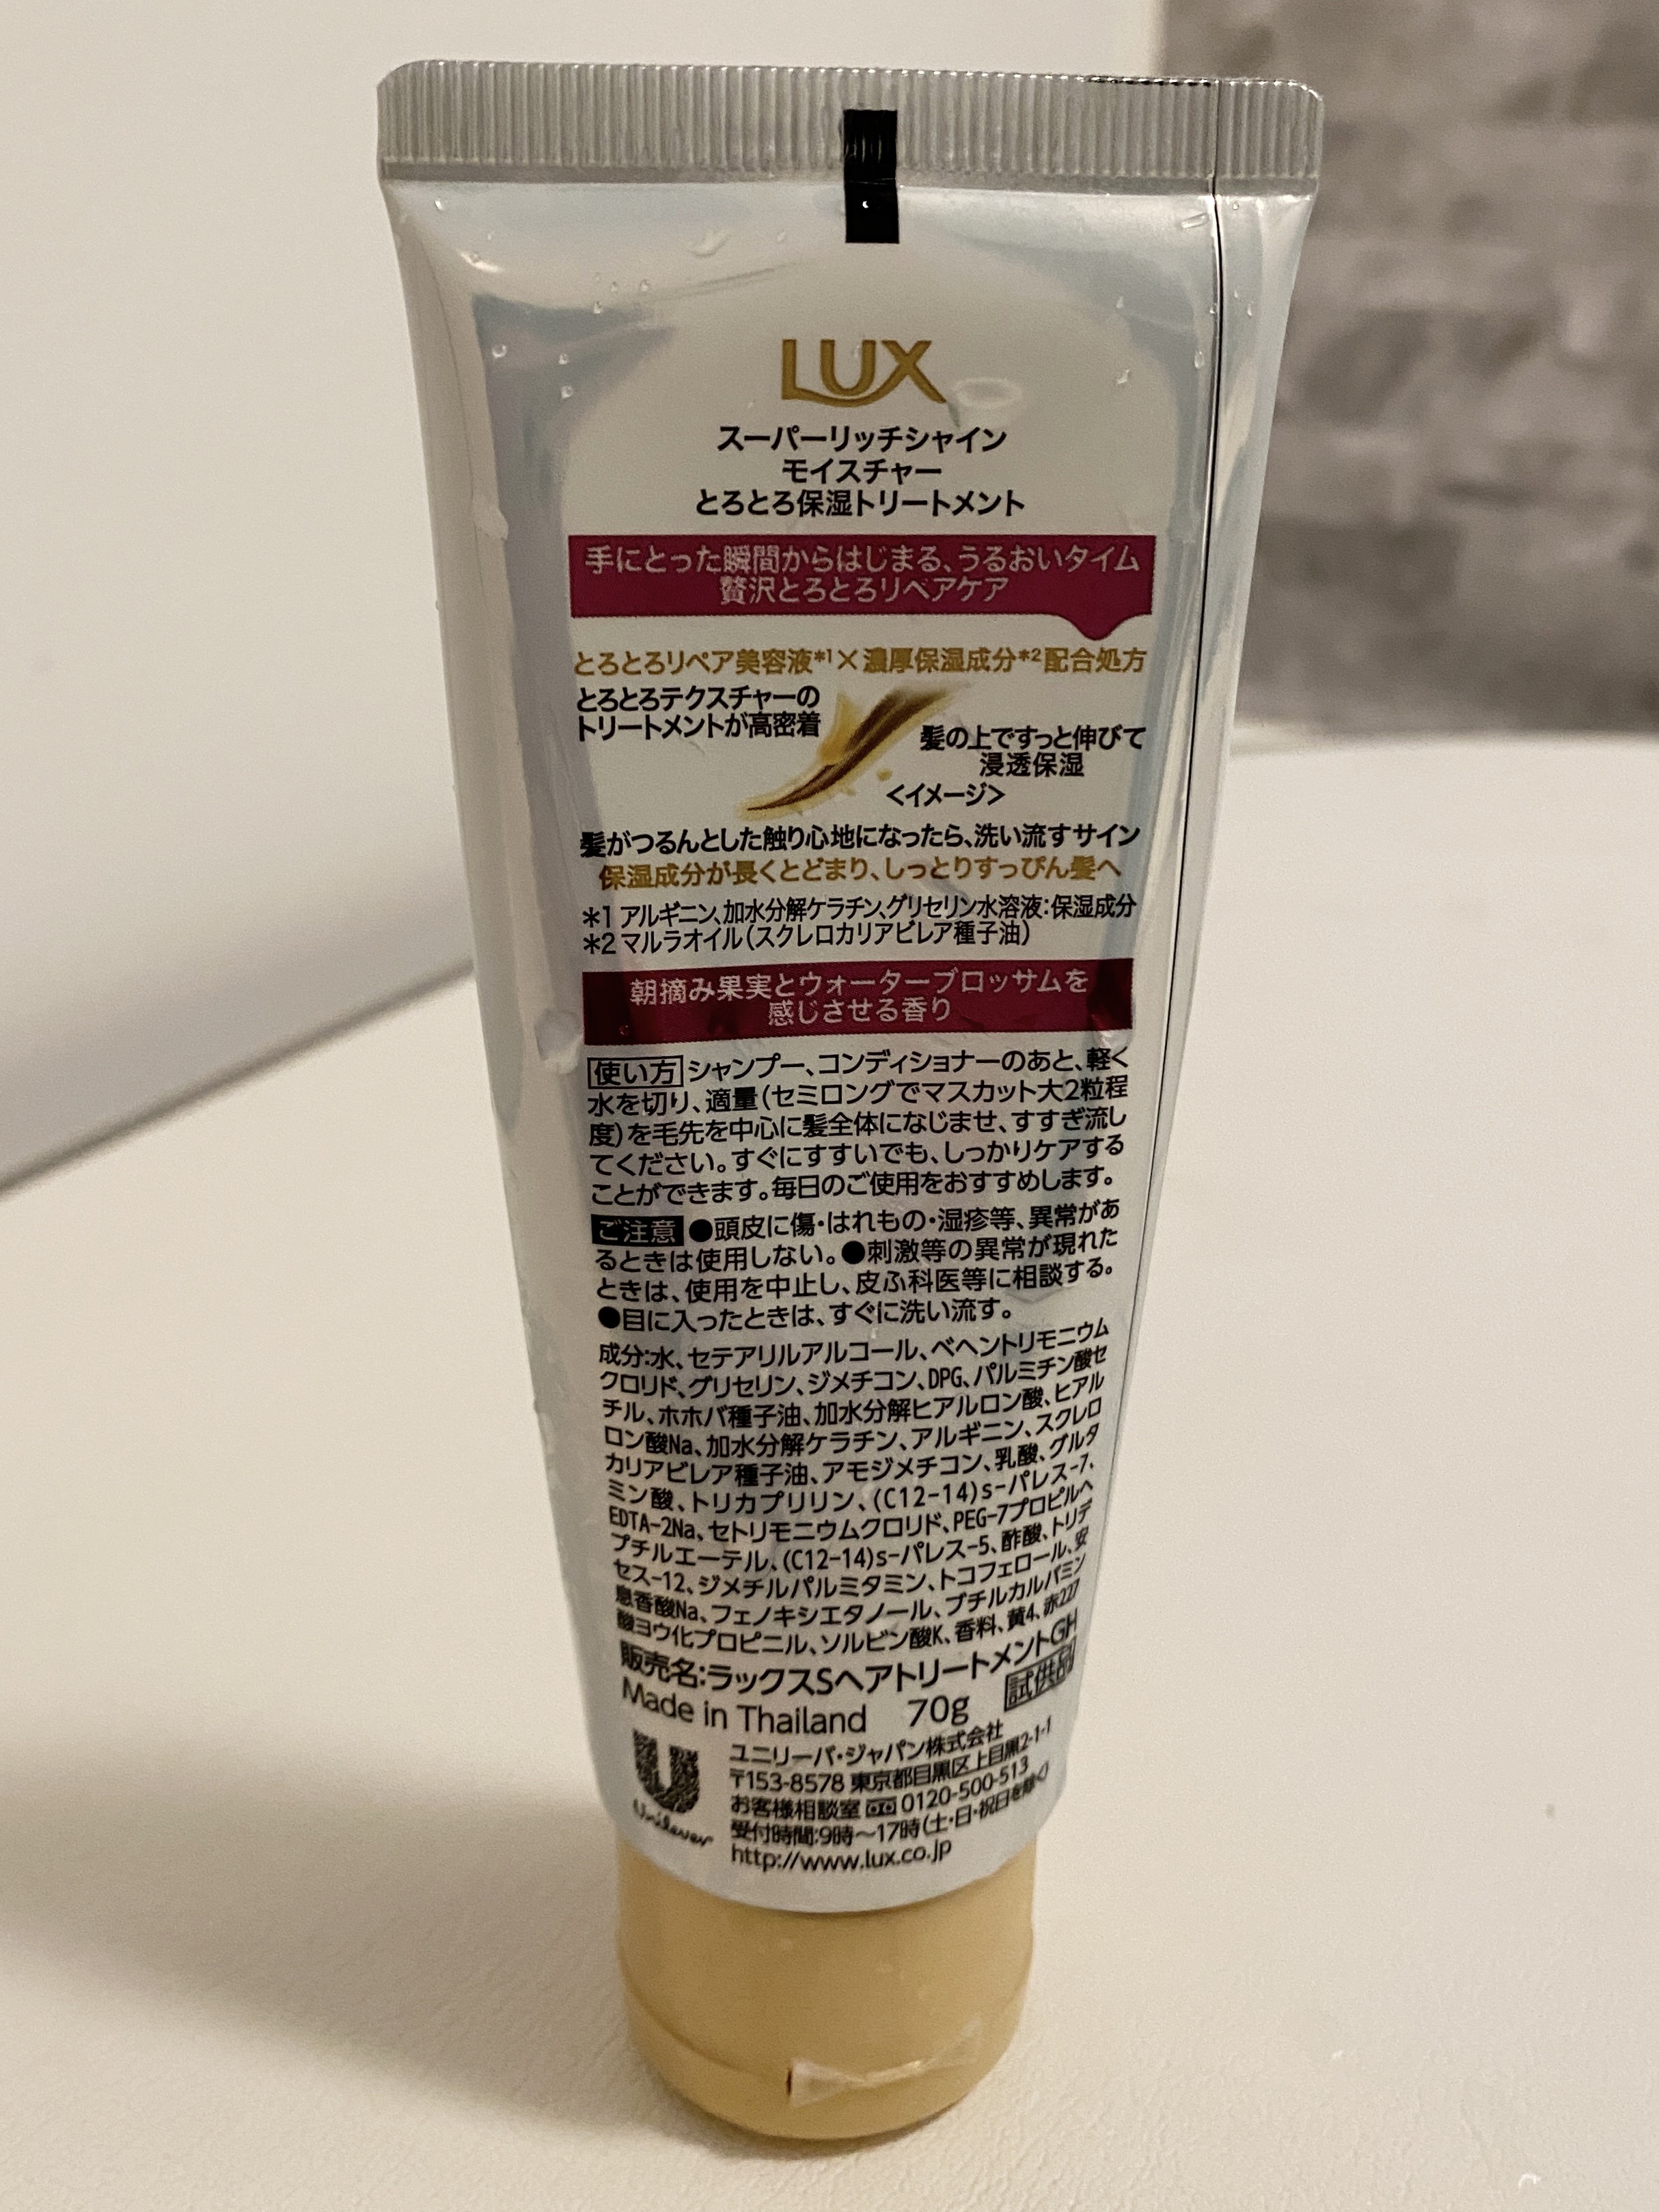 LUX
スーパーリッチシャイン
モイスチャー
とろとろ保湿トリートメント
手にとった瞬間からはじまる、うるおいタイム
贅沢とろとろリペアケア
とろとろリペア美容液*1×濃厚保湿成分*2配合処方
とろとろテクスチャーの
トリートメントが高密着
髪の上ですっと伸びて
浸透保湿
<イメージ>
髪がつるんとした触り心地になったら、洗い流すサイン
保湿成分が長くとどまり、しっとりすっぴん髪へ
*1 アルギニン、加水分解ケラチン、グリセリン水溶液:保湿成分
*2 マルラオイル(スクレロカリアビレア種子油)
朝摘み果実とウォーターブロッサムを
感じさせる香り
使い方 シャンプー、コンディショナーのあと、軽く
水を切り、適量(セミロングでマスカット大2粒程
度)を毛先を中心に髪全体になじませ、すすぎ流し
てください。すぐにすすいでも、しっかりケアする
ことができます。毎日のご使用をおすすめします。
ご注意 ●頭皮に傷・はれもの・湿疹等、異常があ
るときは使用しない。●刺激等の異常が現れた
ときは、使用を中止し、皮ふ科医等に相談する。
●目に入ったときは、すぐに洗い流す。
成分:水、セテアリルアルコール、ベヘントリモニウム
クロリド、グリセリン、ジメチコン、DPG、パルミチン酸セ
チル、ホホバ種子油、加水分解ヒアルロン酸、ヒアル
ロン酸Na、加水分解ケラチン、アルギニン、スクレロ
カリアビレア種子油、アモジメチコン、乳酸、グルタ
ミン酸、トリカプリリン、(C12-14)s-パレス-7、
EDTA-2Na、セトリモニウムクロリド、PEG-7プロピルヘ
プチルエーテル、(C12-14)s-パレス-5、酢酸、トリデ
セス-12、ジメチルパルミタミン、トコフェロール、安
息香酸Na、フェノキシエタノール、ブチルカルバミン
酸ヨウ化プロピニル、ソルビン酸K、香料、黄4、赤227
販売名:ラックスSヘアトリートメントGH
Made in Thailand 70g 試供品
ユニリーバ・ジャパン株式会社
〒153-8578 東京都目黒区上目黒2-1-1
お客様相談室 0120-500-513
受付時間:9時~17時(土・日・祝日を除く)
http://www.lux.co.jp
Unilever